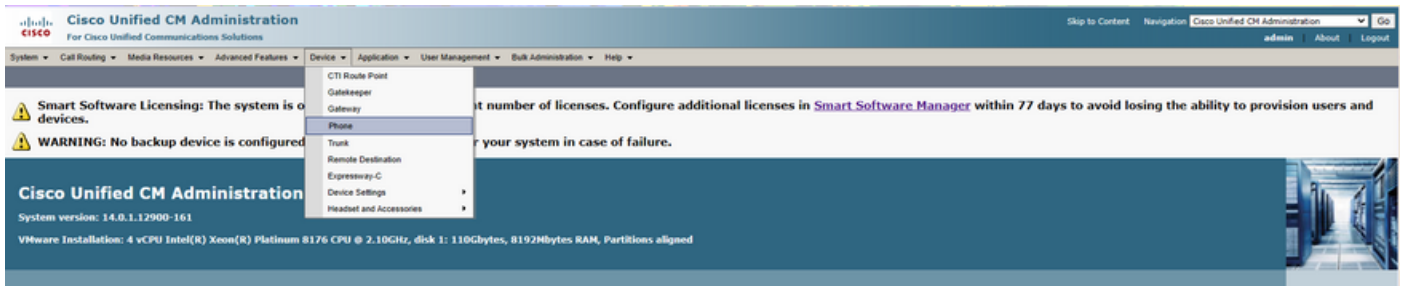 Cisco Unified CM Administration
For Cisco Unified Communications Solutions
Skip to Content Navigation Cisco Unified CM Administration Go
admin About Logout
CISCO
System Call Routing Media Resources Advanced Features Device Application User Management Bulk Administration Help
CTI Route Point
Gatekeeper
Gateway
Phone
Trunk
Remote Destination
Expressway-C
Device Settings
Headset and Accessories
Smart Software Licensing: The system is o t number of licenses. Configure additional licenses in Smart Software Manager within 77 days to avoid losing the ability to provision users and
devices.
WARNING: No backup device is configured r your system in case of failure.
Cisco Unified CM Administration
System version: 14.0.1.12900-161
VMware Installation: 4 vCPU Intel(R) Xeon(R) Platinum 8176 CPU @ 2.10GHz, disk 1: 110Gbytes, 8192Mbytes RAM, Partitions aligned